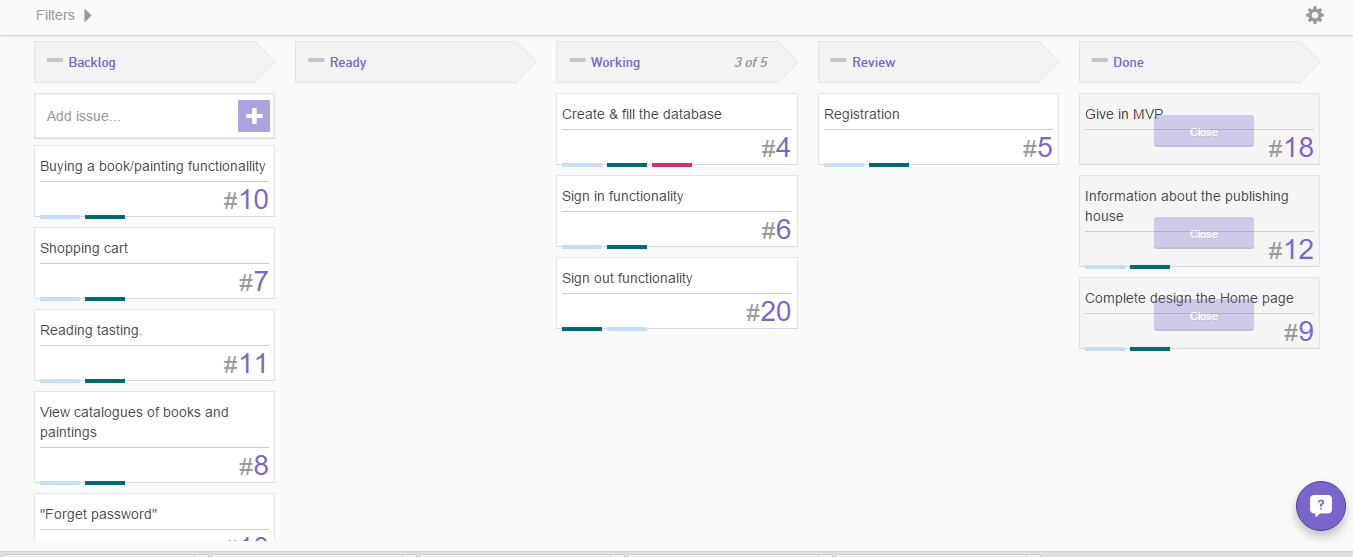 Filters
Backlog
Ready
Working
3 of 5
Review
Done
Add issue...
Buying a book/painting functionallity
#10
Shopping cart
#7
Reading tasting.
#11
View catalogues of books and
paintings
#8
"Forget password"
Create & fill the database
#4
Sign in functionality
#6
Sign out functionality
#20
Registration
#5
Give in MVP
Close
#18
Information about the publishing
house
Close
#12
Complete design the Home page
Close
#9
?